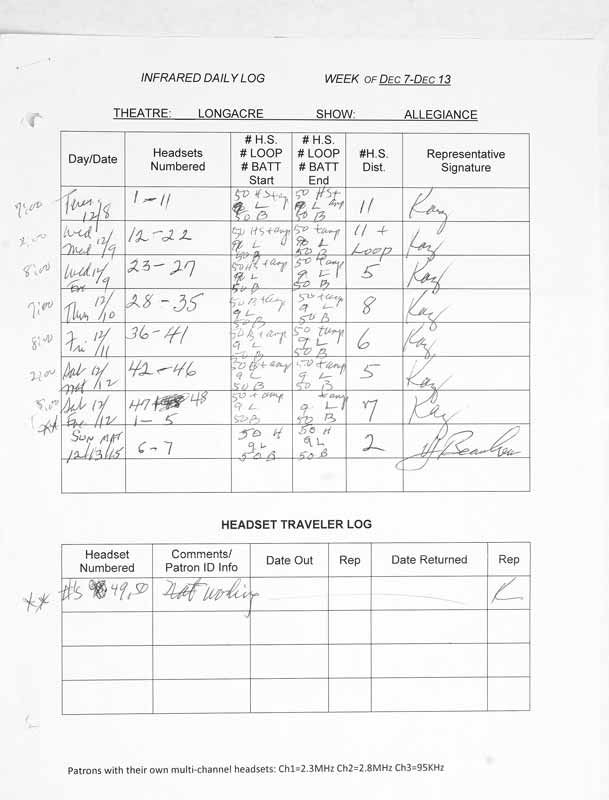 INFRARED DAILY LOG WEEK OF DEC 7-DEC 13
THEATRE: LONGACRE SHOW: ALLEGIANCE
Day/Date Headsets Numbered # H.S. # LOOP # BATT Start # H.S. # LOOP # BATT End #H.S. Dist. Representative Signature
7:00 Tues 12/8 1-11 50 HS+amp 9 L 50 B 50 HS+ amp 9 L 50 B 11 Kay
2:00 Wed Mat 12/9 12-22 50 HS+amp 9 L 50 B 50 +amp 9 L 50 B 11 + Loop Kay
8:00 Wed Eve 12/9 23-27 50 HS+amp 9 L 50 B 50 +amp 9 L 50 B 5 Kay
7:00 Thu 12/10 28-35 50 +amp 9 L 50 B 50 +amp 9 L 50 B 8 Kay
8:00 Fri 12/11 36-41 50 +amp 9 L 50 B 50 +amp 9 L 50 B 6 Kay
2:00 Sat Mat 12/12 42-46 50 +amp 9 L 50 B 50 +amp 9 L 50 B 5 Kay
8:00 ** Sat Eve 12/12 47 48 1-5 50 +amp 9 L 50 B +amp 9 L 50 B 7 Kay
SUN MAT 12/13/15 6-7 50 H 9 L 50 B 50 H 9 L 50 B 2
HEADSET TRAVELER LOG
Headset Numbered Comments/ Patron ID Info Date Out Rep Date Returned Rep
** #'s 49, 50 Not working K
Patrons with their own multi-channel headsets: Ch1=2.3MHz Ch2=2.8MHz Ch3=95KHz